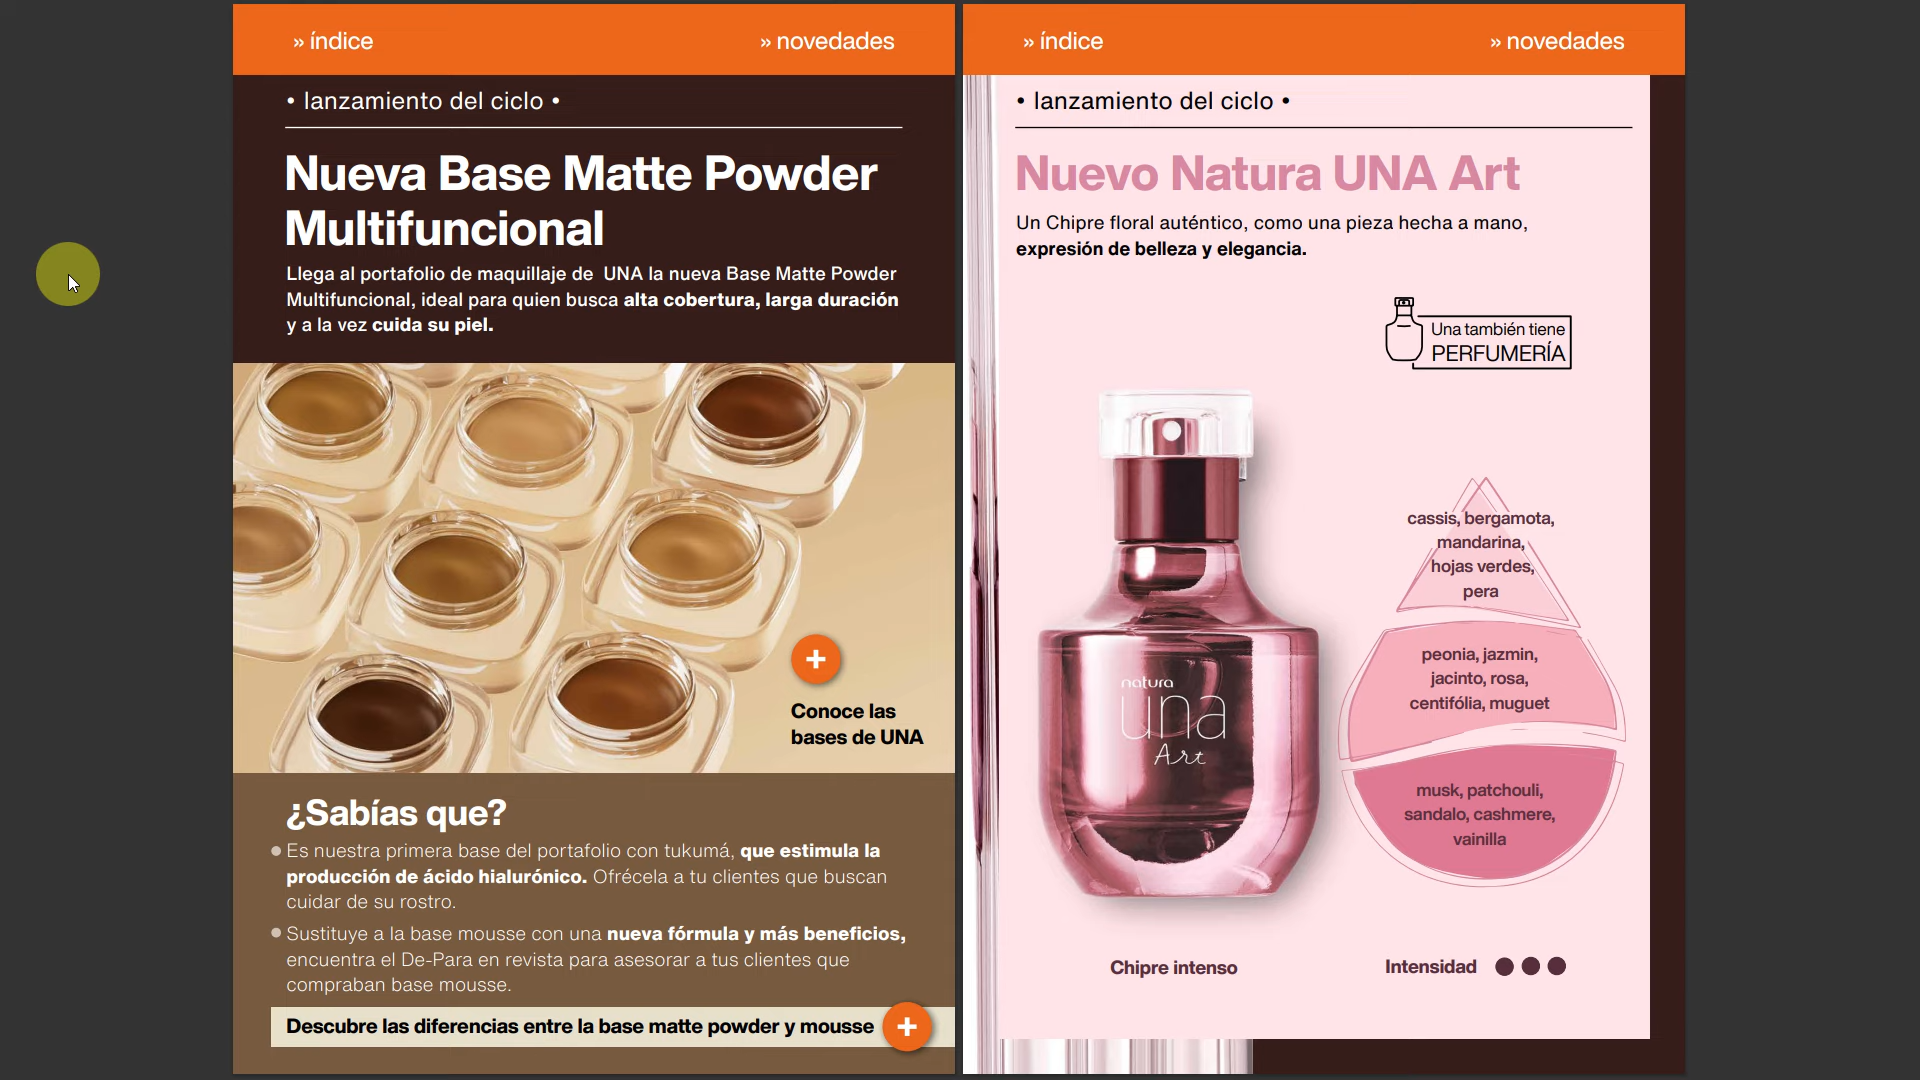 » índice
» novedades
• lanzamiento del ciclo •
Nueva Base Matte Powder
Multifuncional
Llega al portafolio de maquillaje de UNA la nueva Base Matte Powder
Multifuncional, ideal para quien busca alta cobertura, larga duración
y a la vez cuida su piel.
+
Conoce las
bases de UNA
¿Sabías que?
● Es nuestra primera base del portafolio con tukumá, que estimula la
producción de ácido hialurónico. Ofrécela a tu clientes que buscan
cuidar de su rostro.
● Sustituye a la base mousse con una nueva fórmula y más beneficios,
encuentra el De-Para en revista para asesorar a tus clientes que
compraban base mousse.
Descubre las diferencias entre la base matte powder y mousse +
» índice
» novedades
• lanzamiento del ciclo •
Nuevo Natura UNA Art
Un Chipre floral auténtico, como una pieza hecha a mano,
expresión de belleza y elegancia.
Una también tiene
PERFUMERÍA
natura
una
Art
cassis, bergamota,
mandarina,
hojas verdes,
pera
peonia, jazmin,
jacinto, rosa,
centifólia, muguet
musk, patchouli,
sandalo, cashmere,
vainilla
Chipre intenso
Intensidad